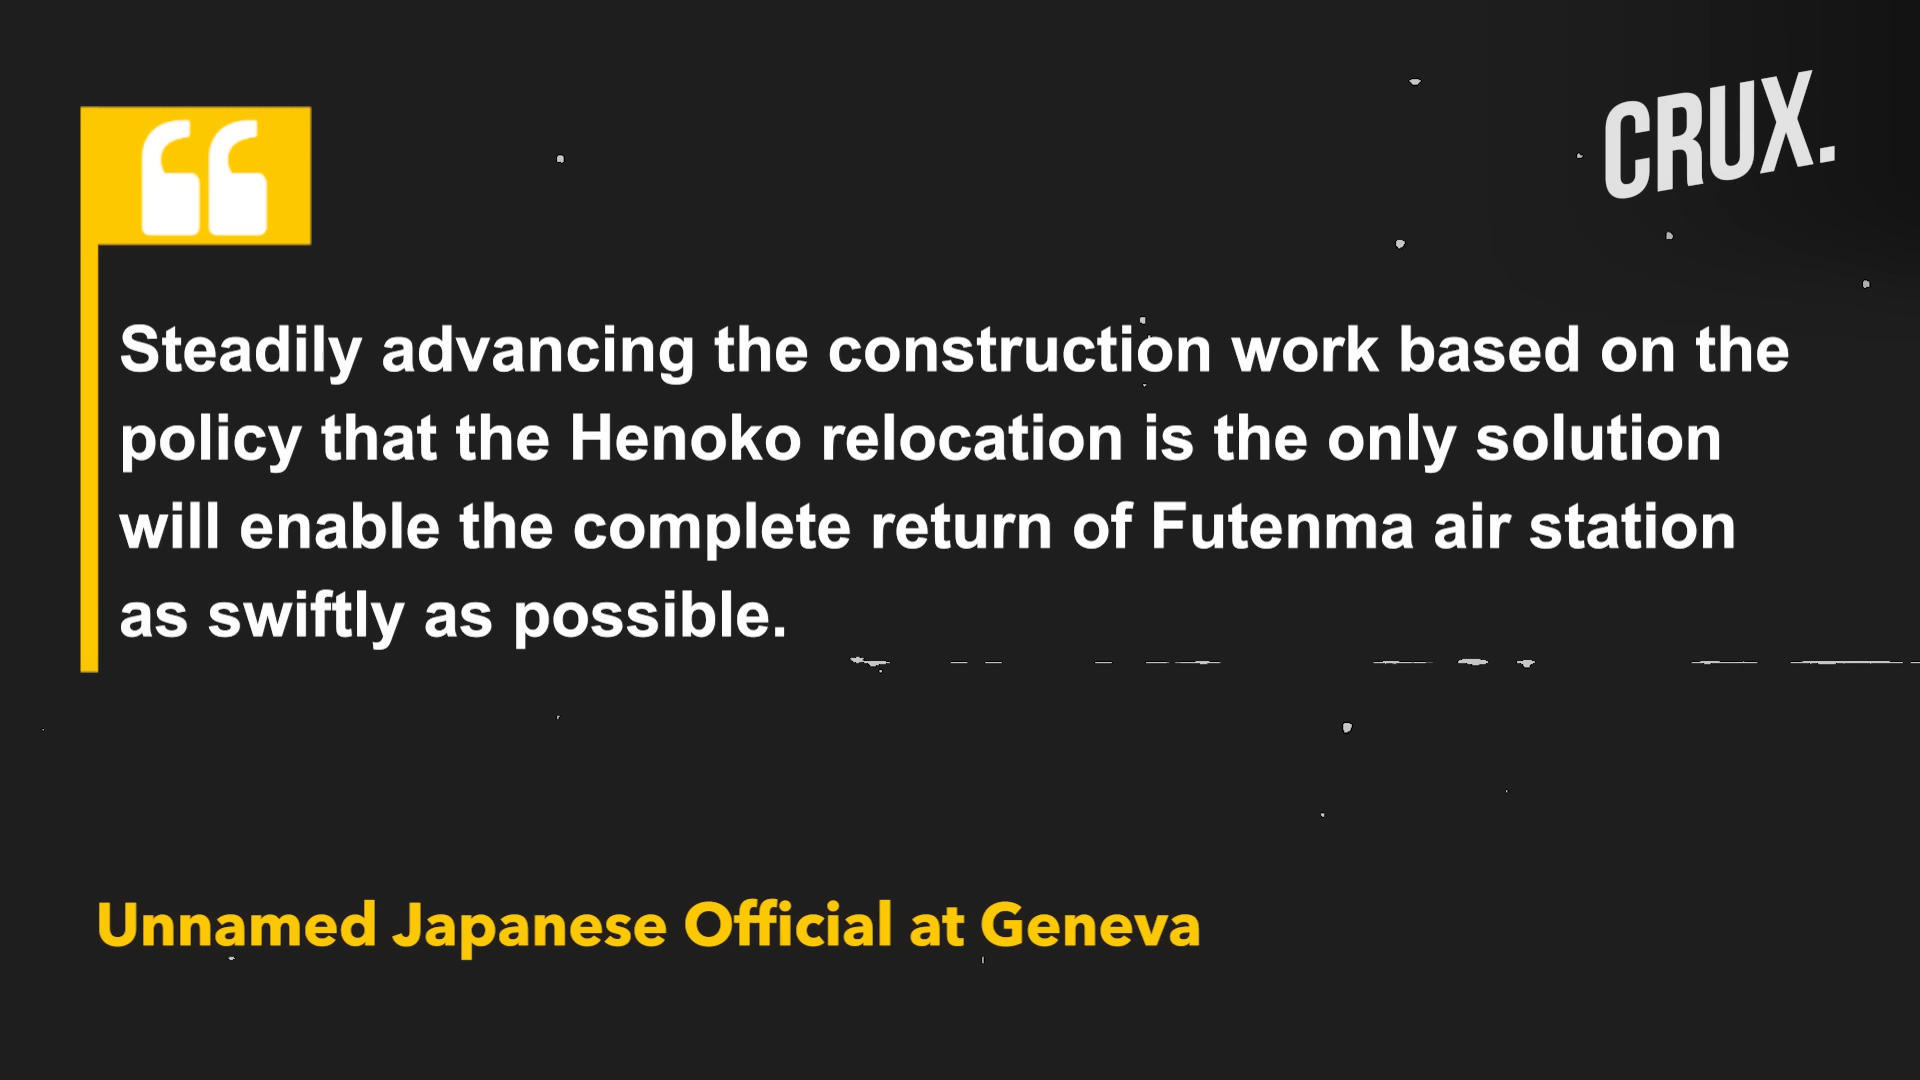 CRUX.
Steadily advancing the construction work based on the
policy that the Henoko relocation is the only solution
will enable the complete return of Futenma air station
as swiftly as possible.
Unnamed Japanese Official at Geneva